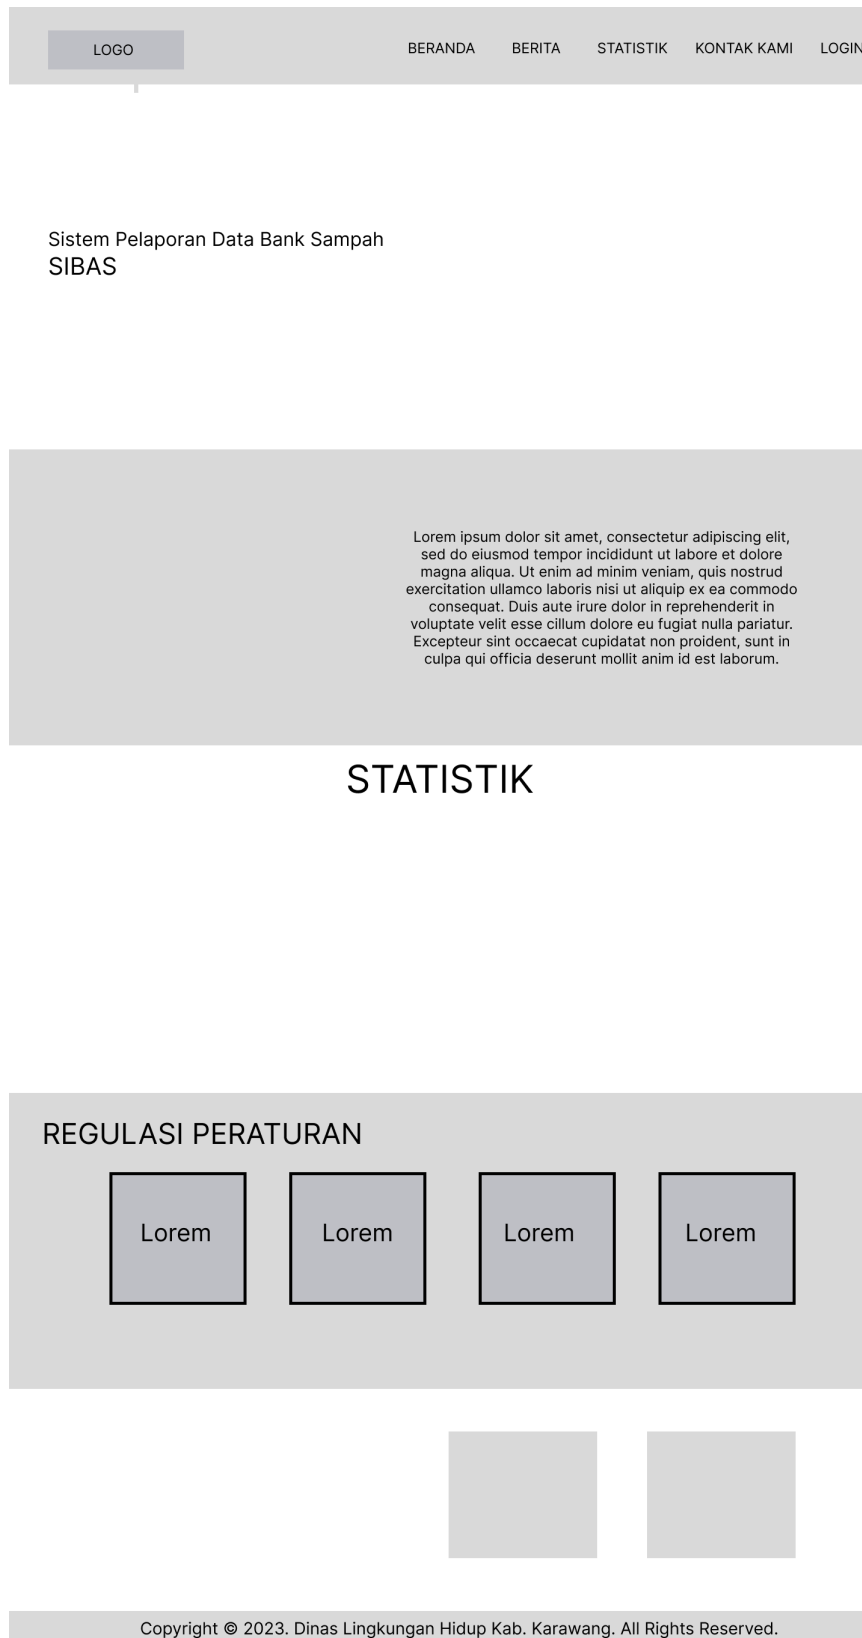 LOGO
BERANDA
BERITA
STATISTIK
KONTAK KAMI
LOGIN
Sistem Pelaporan Data Bank Sampah
SIBAS
Lorem ipsum dolor sit amet, consectetur adipiscing elit,
sed do eiusmod tempor incididunt ut labore et dolore
magna aliqua. Ut enim ad minim veniam, quis nostrud
exercitation ullamco laboris nisi ut aliquip ex ea commodo
consequat. Duis aute irure dolor in reprehenderit in
voluptate velit esse cillum dolore eu fugiat nulla pariatur.
Excepteur sint occaecat cupidatat non proident, sunt in
culpa qui officia deserunt mollit anim id est laborum.
STATISTIK
REGULASI PERATURAN
Lorem
Lorem
Lorem
Lorem
Copyright © 2023. Dinas Lingkungan Hidup Kab. Karawang. All Rights Reserved.